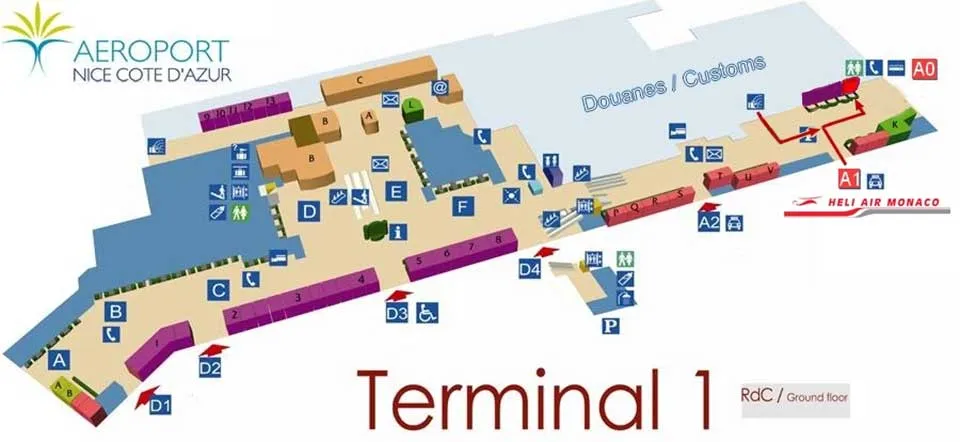 AEROPORT
NICE COTE D'AZUR
Douanes / Customs
A0
9 10 11 12 13
C
B
A
L
@
B
K
A1
HELI AIR MONACO
T U V
P Q R S
A2
D
E
F
i
5 6 7 8
D4
C
2 3 4
D3
P
B
A
1
D2
A B
D1
Terminal 1
RdC / Ground floor